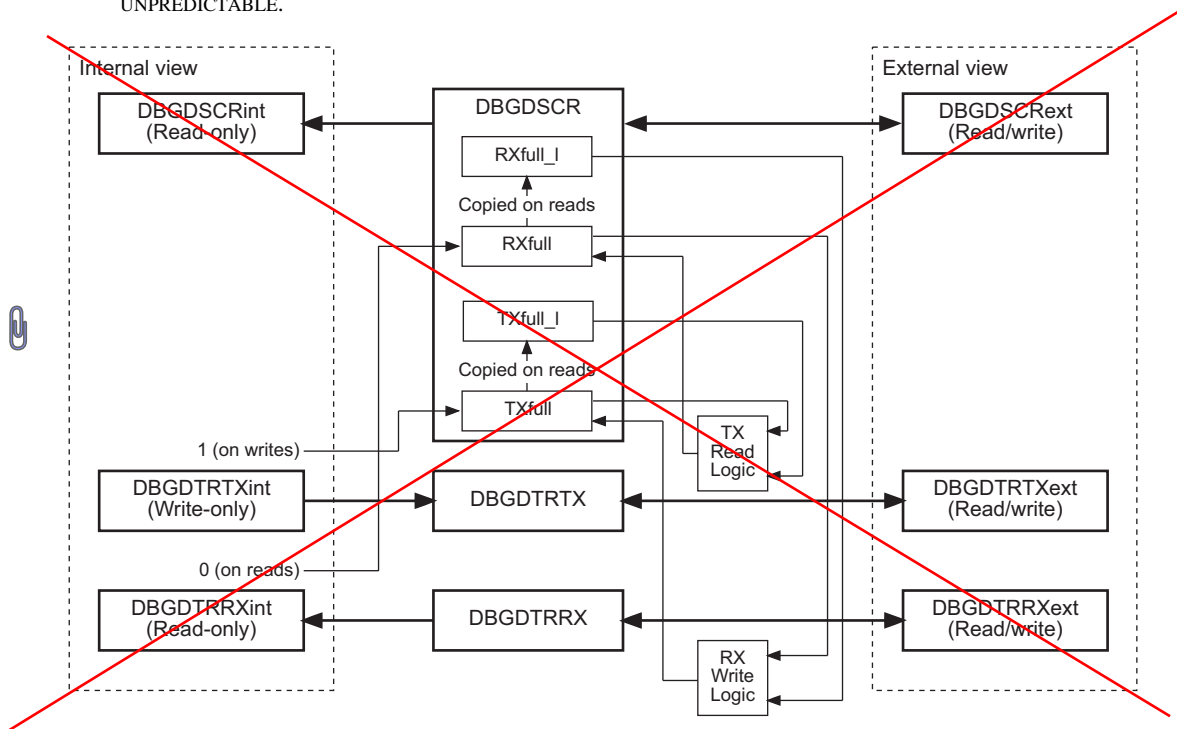 UNPREDICTABLE.
Internal view
External view
DBGDSCRint
(Read-only)
DBGDSCR
DBGDSCRext
(Read/write)
RXfull_l
Copied on reads
RXfull
TXfull_l
Copied on reads
TXfull
1 (on writes)
TX
Read
Logic
DBGDTRTXint
(Write-only)
DBGDTRTX
DBGDTRTXext
(Read/write)
0 (on reads)
DBGDTRRXint
(Read-only)
DBGDTRRX
DBGDTRRXext
(Read/write)
RX
Write
Logic